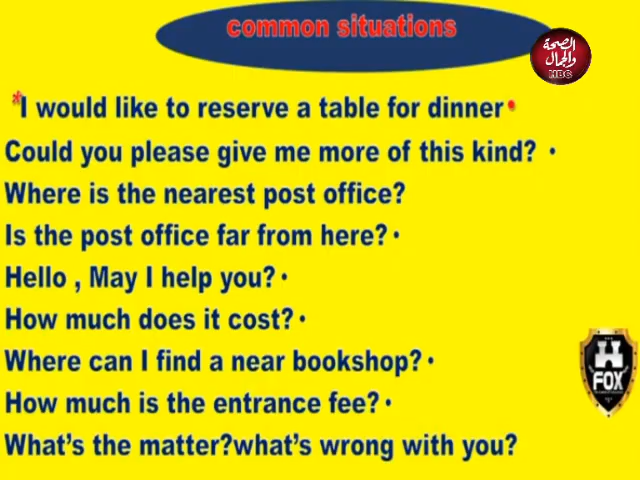 common situations
الصحة
والجمال
HBC
*I would like to reserve a table for dinner•
Could you please give me more of this kind? •
Where is the nearest post office?
Is the post office far from here? •
Hello , May I help you? •
How much does it cost? •
Where can I find a near bookshop? •
How much is the entrance fee? •
What's the matter?what's wrong with you?
FOX